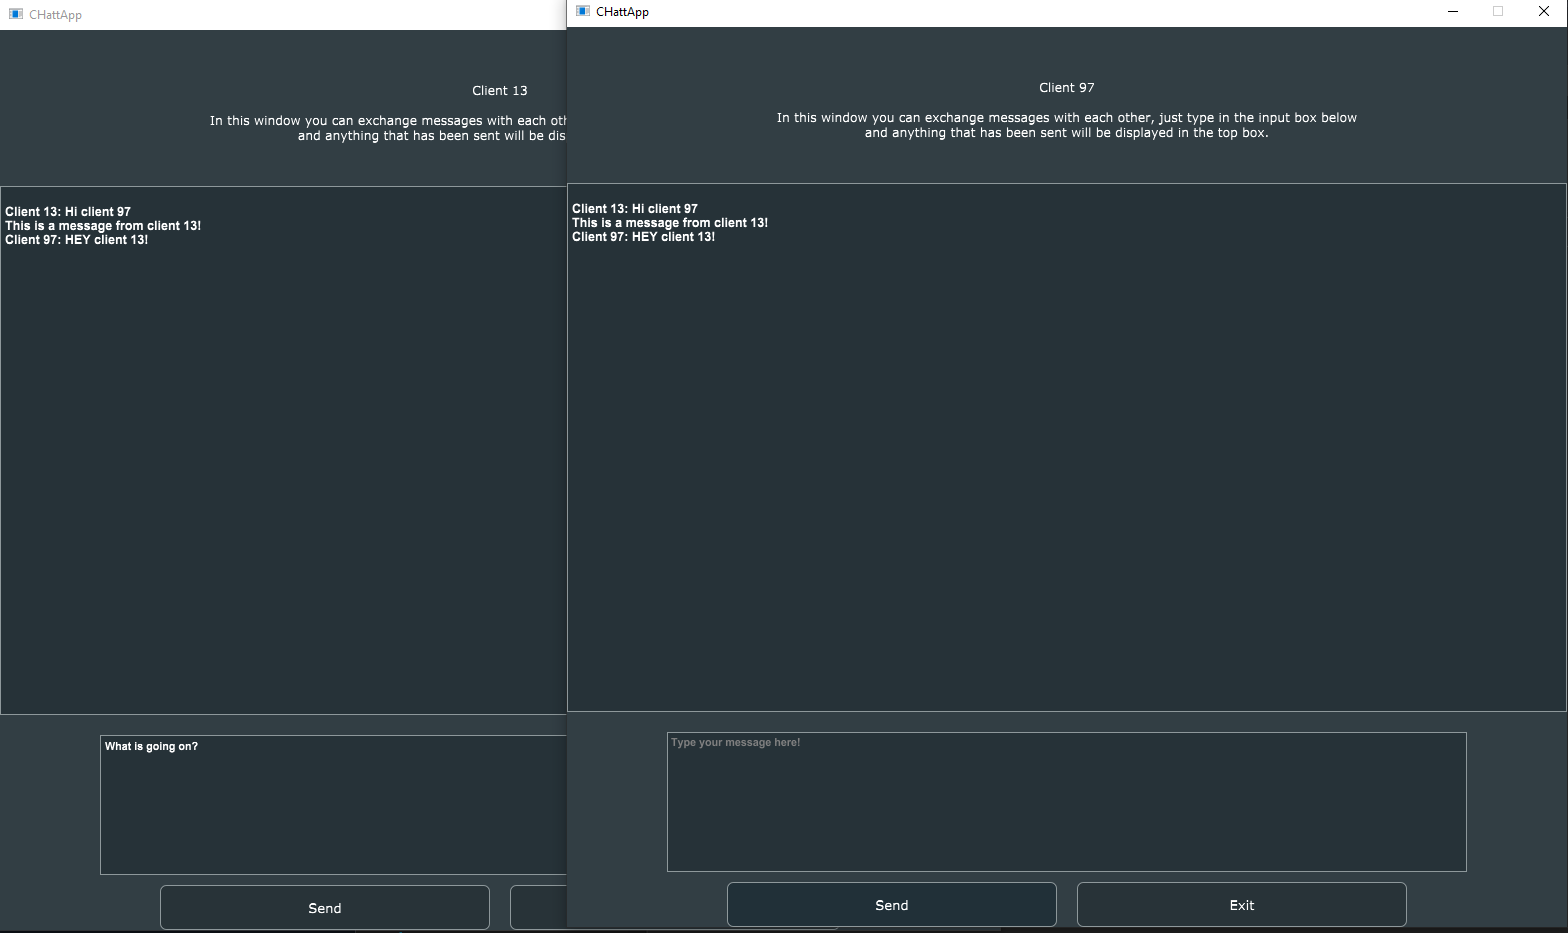 CHattApp
Client 13
In this window you can exchange messages with each oth
and anything that has been sent will be dis
Client 13: Hi client 97
This is a message from client 13!
Client 97: HEY client 13!
What is going on?
Send
CHattApp
Client 97
In this window you can exchange messages with each other, just type in the input box below
and anything that has been sent will be displayed in the top box.
Client 13: Hi client 97
This is a message from client 13!
Client 97: HEY client 13!
Type your message here!
Send
Exit